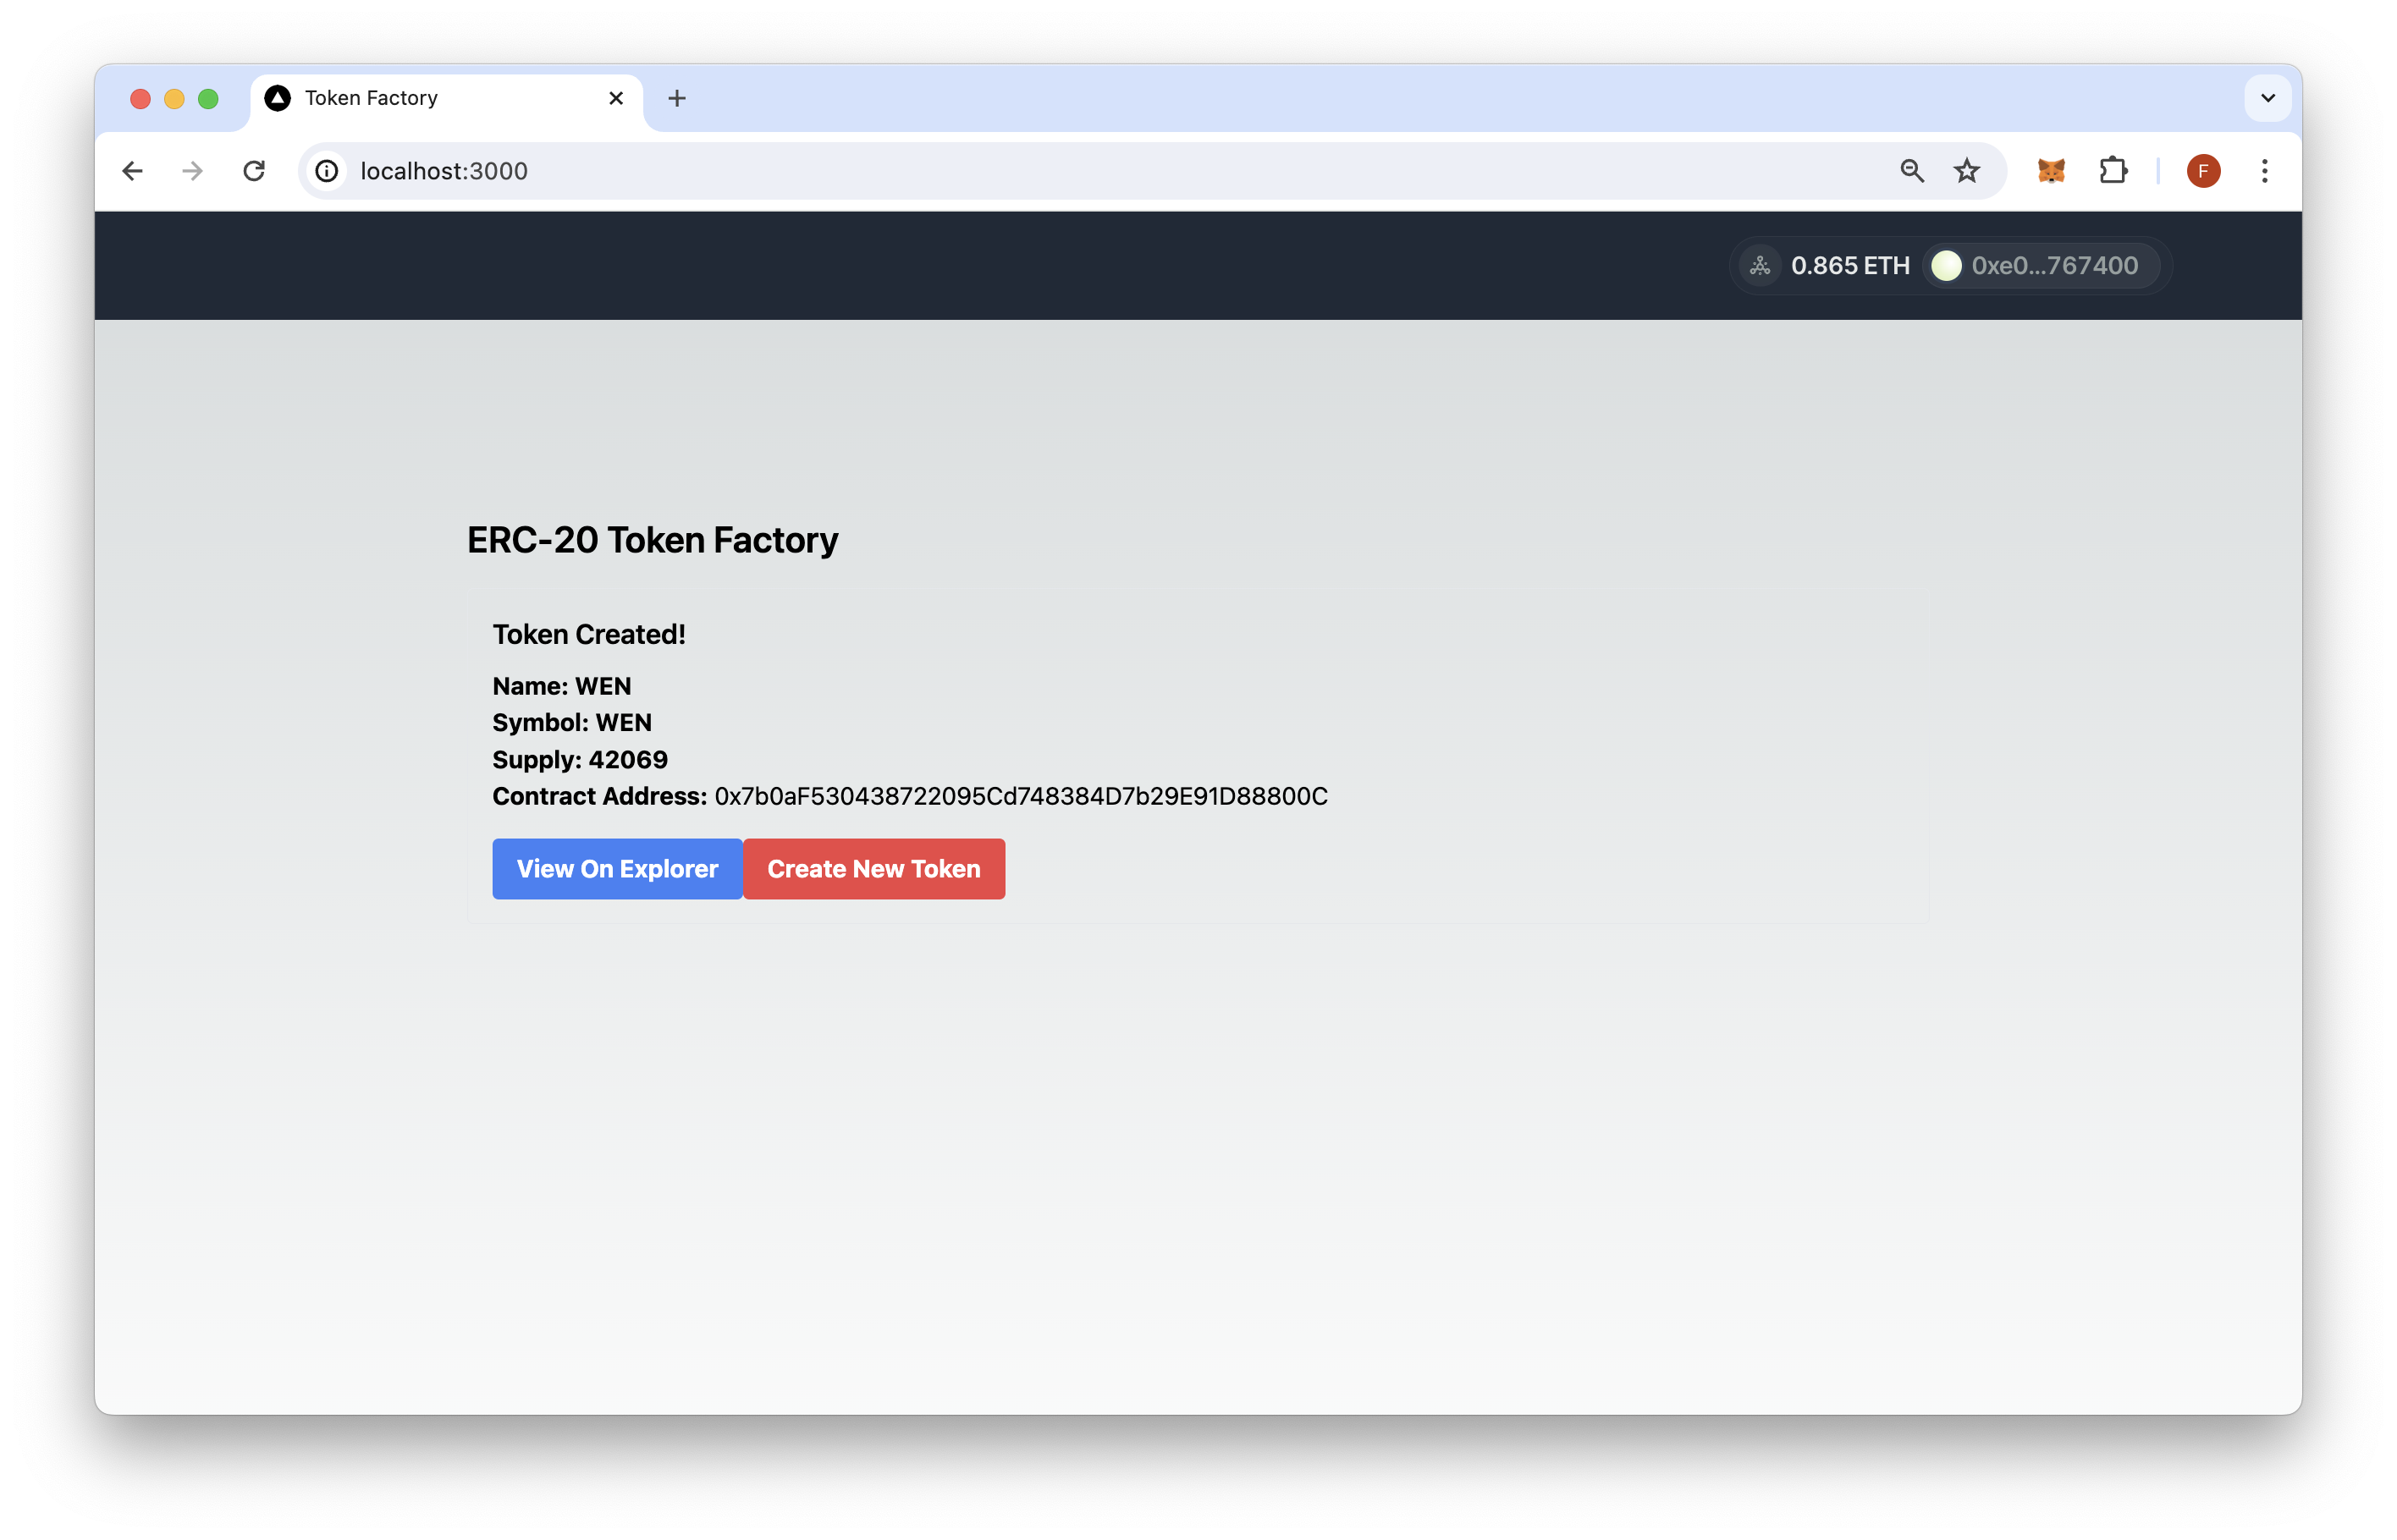 Token Factory
localhost:3000
F
0.865 ETH 0xe0...767400
ERC-20 Token Factory
Token Created!
Name: WEN
Symbol: WEN
Supply: 42069
Contract Address: 0x7b0aF530438722095Cd748384D7b29E91D88800C
View On Explorer Create New Token